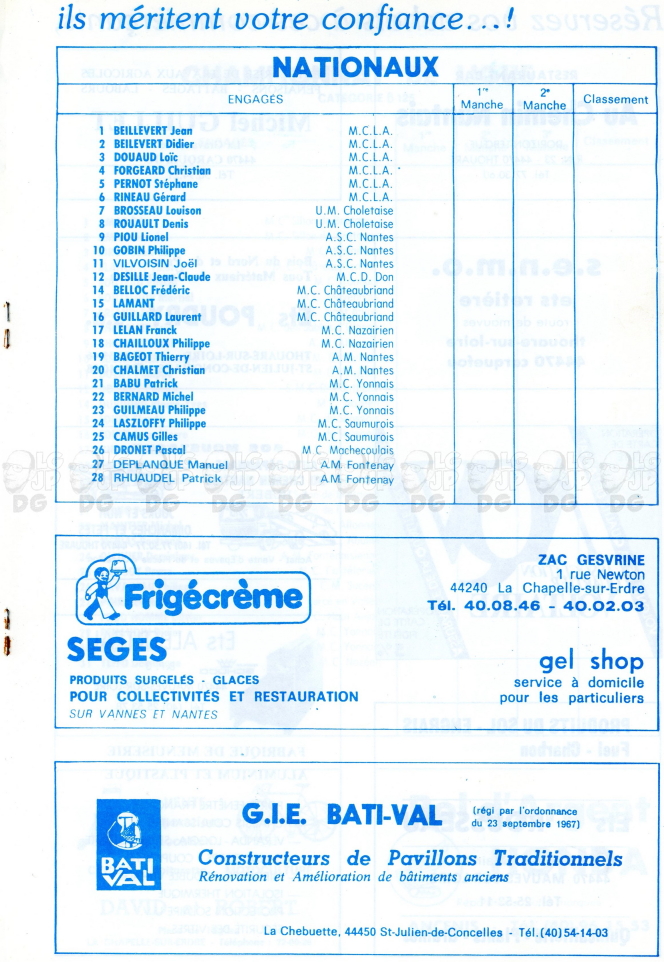 ils méritent votre confiance...!
NATIONAUX
ENGAGÉS 1re Manche 2e Manche Classement
1 BEILLEVERT Jean M.C.L.A.
2 BEILEVERT Didier M.C.L.A.
3 DOUAUD Loïc M.C.L.A.
4 FORGEARD Christian M.C.L.A.
5 PERNOT Stéphane M.C.L.A.
6 RINEAU Gérard M.C.L.A.
7 BROSSEAU Louison U.M. Choletaise
8 ROUAULT Denis U.M. Choletaise
9 PIOU Lionel A.S.C. Nantes
10 GOBIN Philippe A.S.C. Nantes
11 VILVOISIN Joël A.S.C. Nantes
12 DESILLE Jean-Claude M.C.D. Don
14 BELLOC Frédéric M.C. Châteaubriand
15 LAMANT M.C. Châteaubriand
16 GUILLARD Laurent M.C. Châteaubriand
17 LELAN Franck M.C. Nazairien
18 CHAILLOUX Philippe M.C. Nazairien
19 BAGEOT Thierry A.M. Nantes
20 CHALMET Christian A.M. Nantes
21 BABU Patrick M.C. Yonnais
22 BERNARD Michel M.C. Yonnais
23 GUILMEAU Philippe M.C. Yonnais
24 LASZLOFFY Philippe M.C. Saumurois
25 CAMUS Gilles M.C. Saumurois
26 DRONET Pascal M.C. Machecoulais
27 DEPLANQUE Manuel A.M. Fontenay
28 RHUAUDEL Patrick A.M. Fontenay
Frigécrème
SEGES
PRODUITS SURGELÉS - GLACES
POUR COLLECTIVITÉS ET RESTAURATION
SUR VANNES ET NANTES
ZAC GESVRINE
1 rue Newton
44240 La Chapelle-sur-Erdre
Tél. 40.08.46 - 40.02.03
gel shop
service à domicile
pour les particuliers
BATI VAL
G.I.E. BATI-VAL (régi par l'ordonnance du 23 septembre 1967)
Constructeurs de Pavillons Traditionnels
Rénovation et Amélioration de bâtiments anciens
La Chebuette, 44450 St-Julien-de-Concelles - Tél. (40) 54-14-03